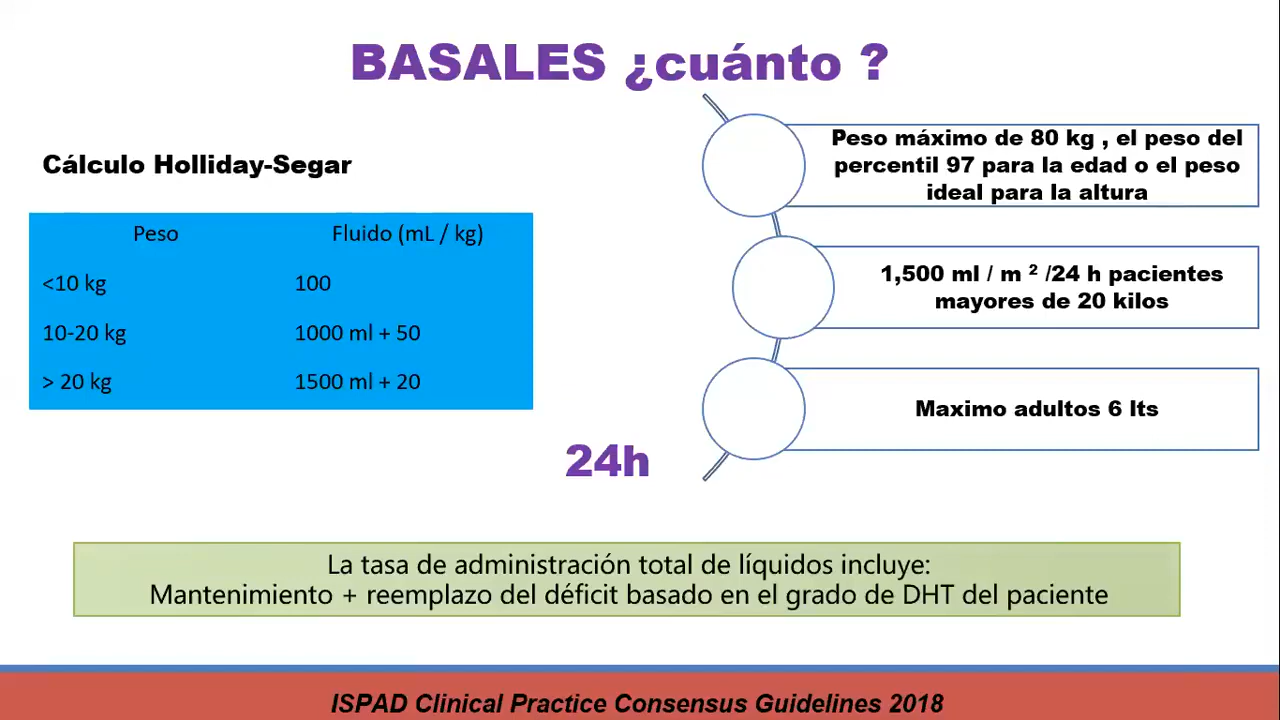 BASALES ¿cuánto ?
Cálculo Holliday-Segar
Peso Fluido (mL / kg)
<10 kg 100
10-20 kg 1000 ml + 50
> 20 kg 1500 ml + 20
Peso máximo de 80 kg , el peso del
percentil 97 para la edad o el peso
ideal para la altura
1,500 ml / m ² /24 h pacientes
mayores de 20 kilos
Maximo adultos 6 lts
24h
La tasa de administración total de líquidos incluye:
Mantenimiento + reemplazo del déficit basado en el grado de DHT del paciente
ISPAD Clinical Practice Consensus Guidelines 2018